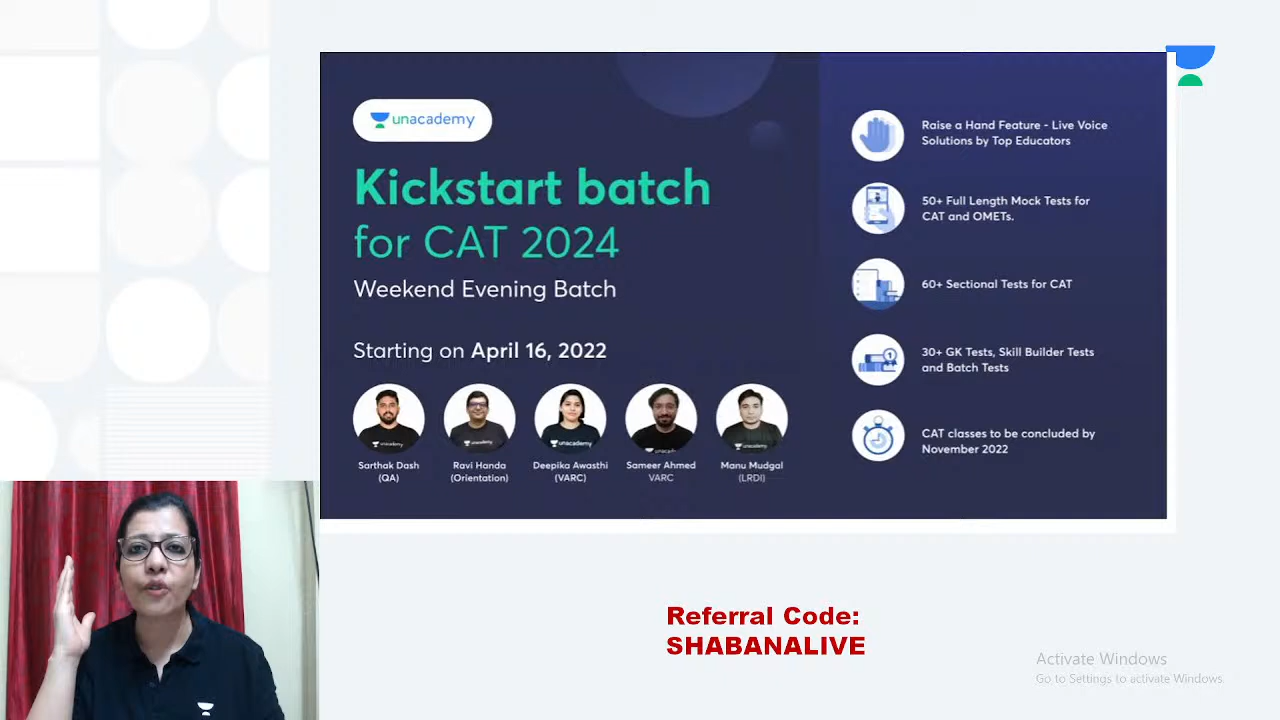 unacademy
Kickstart batch
for CAT 2024
Weekend Evening Batch
Starting on April 16, 2022
Sarthak Dash
(QA)
Ravi Handa
(Orientation)
Deepika Awasthi
(VARC)
Sameer Ahmed
VARC
Manu Mudgal
(LRDI)
Raise a Hand Feature - Live Voice
Solutions by Top Educators
50+ Full Length Mock Tests for
CAT and OMETs.
60+ Sectional Tests for CAT
30+ GK Tests, Skill Builder Tests
and Batch Tests
CAT classes to be concluded by
November 2022
Referral Code:
SHABANALIVE
Activate Windows
Go to Settings to activate Windows.